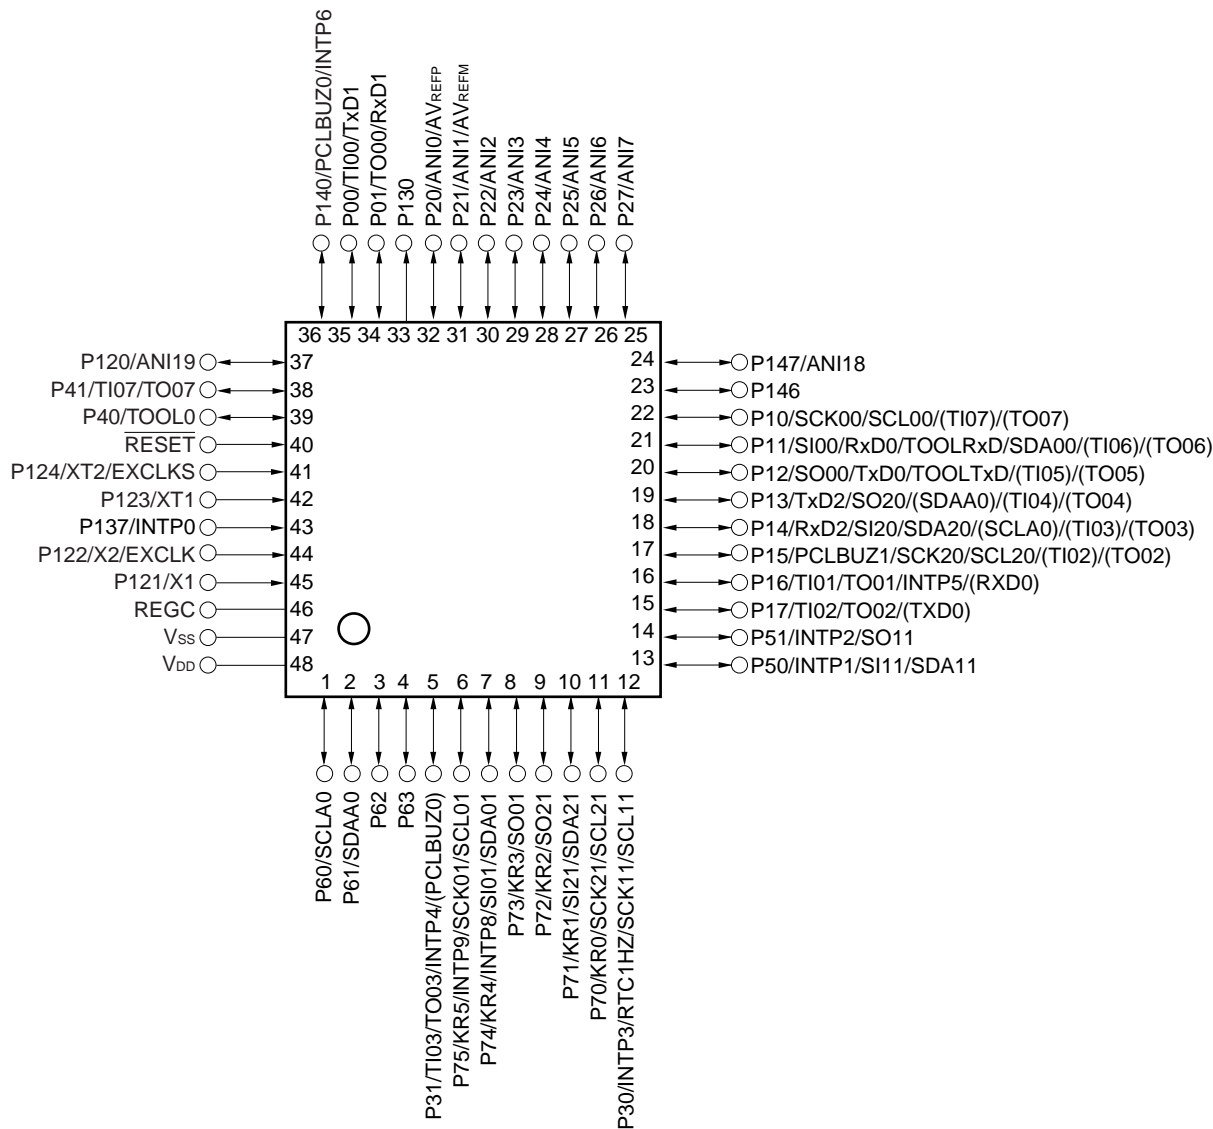 P140/PCLBUZ0/INTP6
P00/TI00/TxD1
P01/TO00/RxD1
P130
P20/ANI0/AVREFP
P21/ANI1/AVREFM
P22/ANI2
P23/ANI3
P24/ANI4
P25/ANI5
P26/ANI6
P27/ANI7
36 35 34 33 32 31 30 29 28 27 26 25
P120/ANI19 37
P41/TI07/TO07 38
P40/TOOL0 39
RESET 40
P124/XT2/EXCLKS 41
P123/XT1 42
P137/INTP0 43
P122/X2/EXCLK 44
P121/X1 45
REGC 46
VSS 47
VDD 48
24 P147/ANI18
23 P146
22 P10/SCK00/SCL00/(TI07)/(TO07)
21 P11/SI00/RxD0/TOOLRxD/SDA00/(TI06)/(TO06)
20 P12/SO00/TxD0/TOOLTxD/(TI05)/(TO05)
19 P13/TxD2/SO20/(SDAA0)/(TI04)/(TO04)
18 P14/RxD2/SI20/SDA20/(SCLA0)/(TI03)/(TO03)
17 P15/PCLBUZ1/SCK20/SCL20/(TI02)/(TO02)
16 P16/TI01/TO01/INTP5/(RXD0)
15 P17/TI02/TO02/(TXD0)
14 P51/INTP2/SO11
13 P50/INTP1/SI11/SDA11
1 2 3 4 5 6 7 8 9 10 11 12
P60/SCLA0
P61/SDAA0
P62
P63
P31/TI03/TO03/INTP4/(PCLBUZ0)
P75/KR5/INTP9/SCK01/SCL01
P74/KR4/INTP8/SI01/SDA01
P73/KR3/SO01
P72/KR2/SO21
P71/KR1/SI21/SDA21
P70/KR0/SCK21/SCL21
P30/INTP3/RTC1HZ/SCK11/SCL11